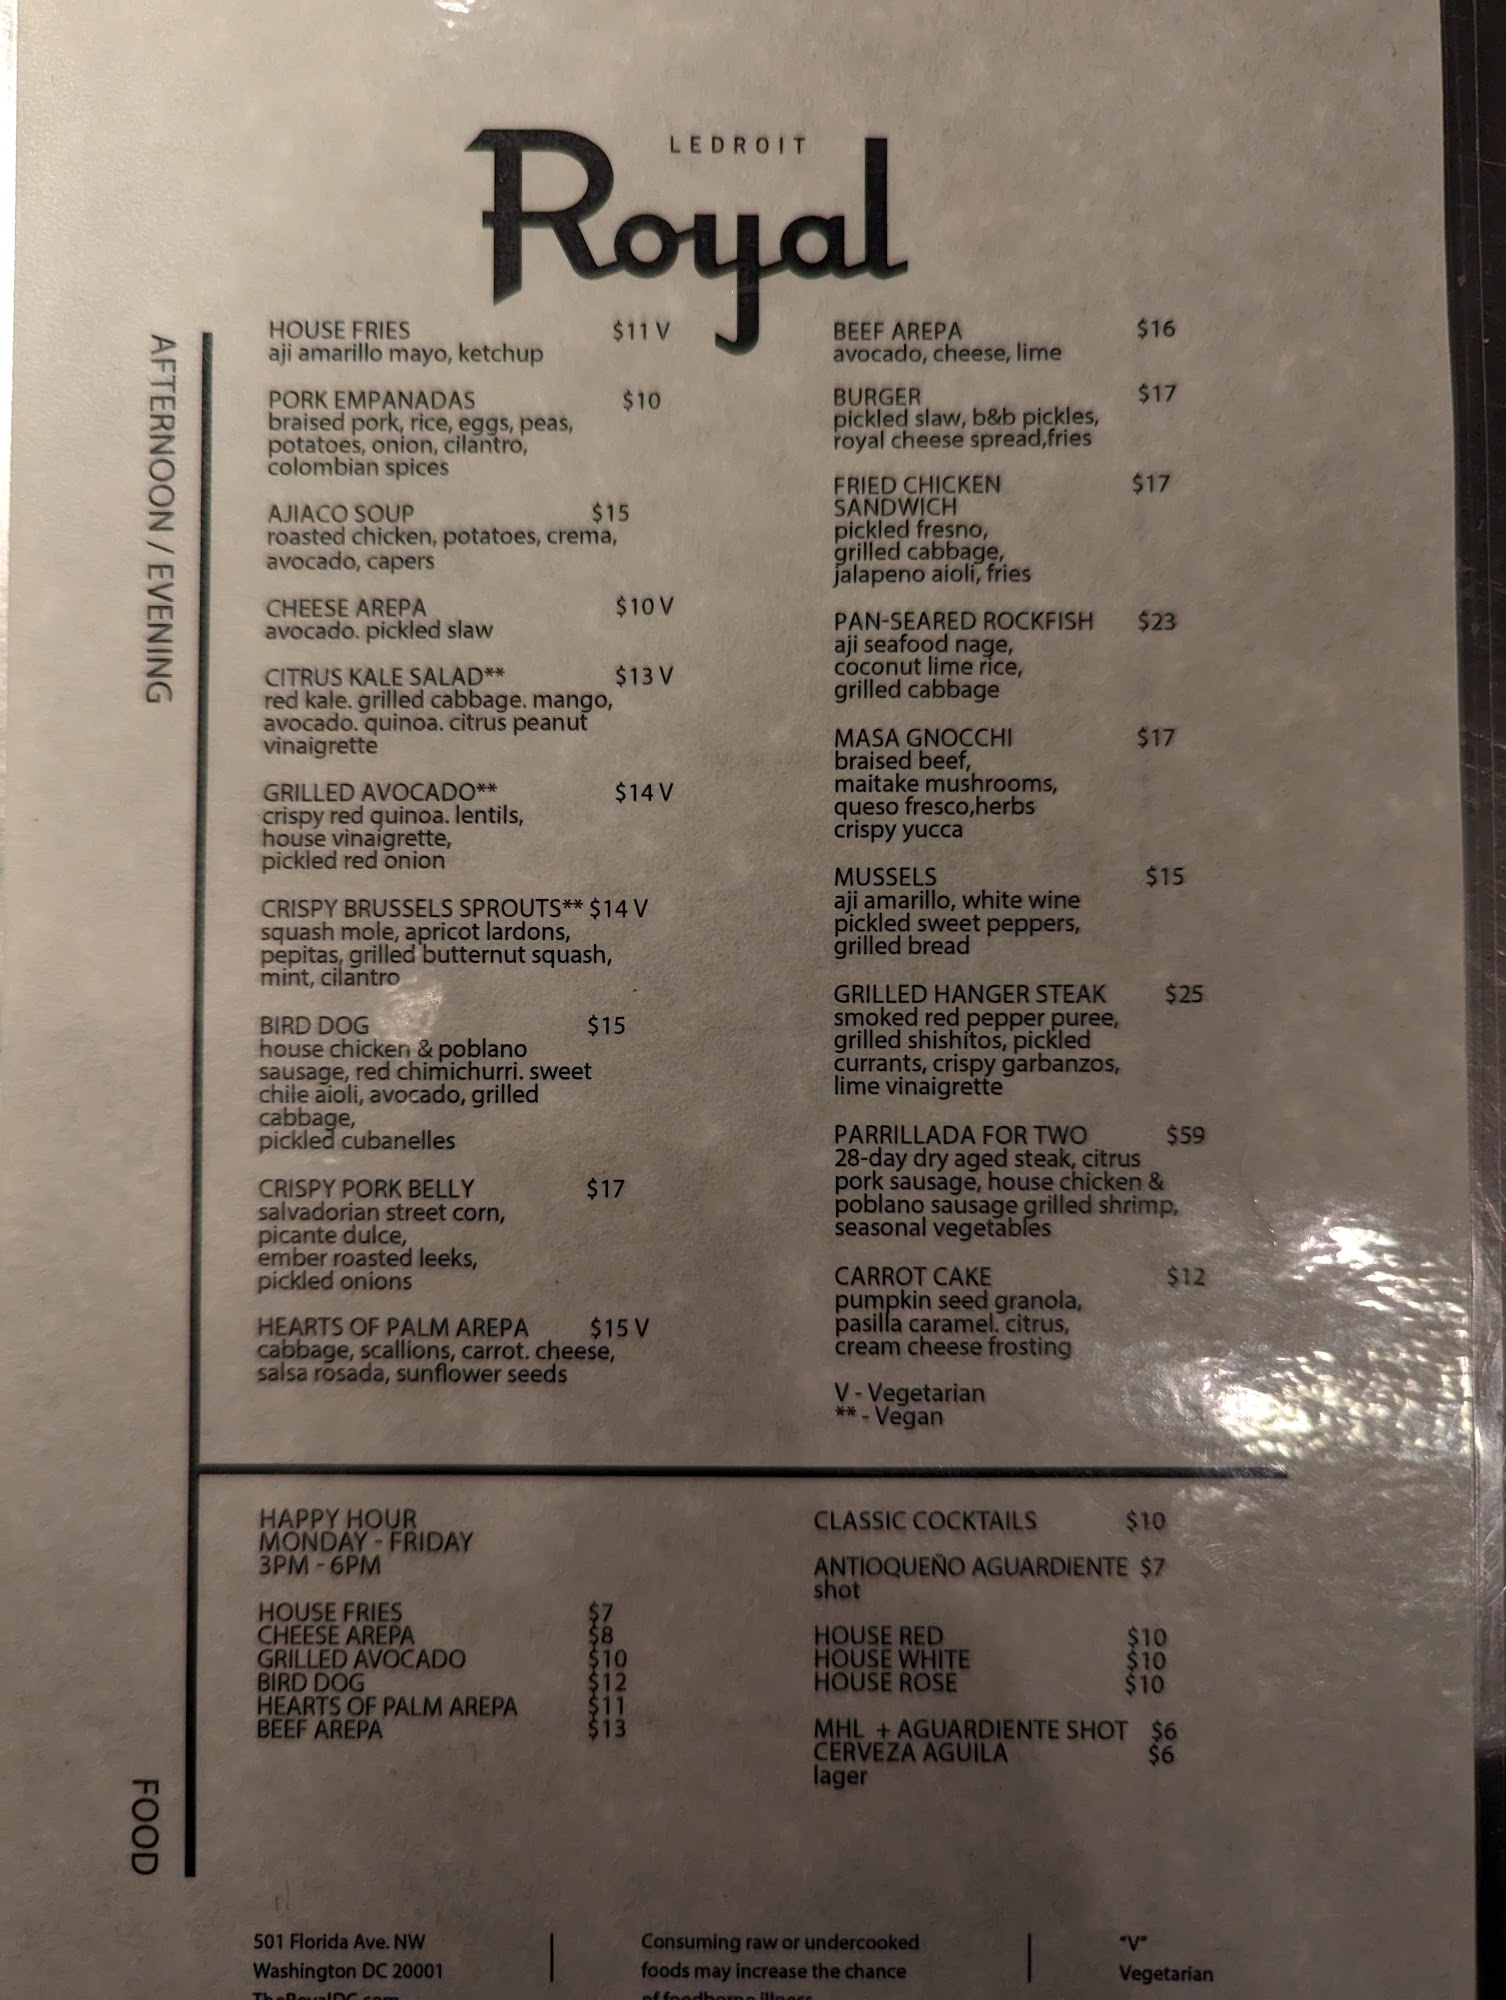 LEDROIT
Royal
AFTERNOON / EVENING
HOUSE FRIES $11 V
aji amarillo mayo, ketchup
PORK EMPANADAS $10
braised pork, rice, eggs, peas,
potatoes, onion, cilantro,
colombian spices
AJIACO SOUP $15
roasted chicken, potatoes, crema,
avocado, capers
CHEESE AREPA $10 V
avocado. pickled slaw
CITRUS KALE SALAD** $13 V
red kale. grilled cabbage. mango,
avocado. quinoa. citrus peanut
vinaigrette
GRILLED AVOCADO** $14 V
crispy red quinoa. lentils,
house vinaigrette,
pickled red onion
CRISPY BRUSSELS SPROUTS** $14 V
squash mole, apricot lardons,
pepitas, grilled butternut squash,
mint, cilantro
BIRD DOG $15
house chicken & poblano
sausage, red chimichurri. sweet
chile aioli, avocado, grilled
cabbage,
pickled cubanelles
CRISPY PORK BELLY $17
salvadorian street corn,
picante dulce,
ember roasted leeks,
pickled onions
HEARTS OF PALM AREPA $15 V
cabbage, scallions, carrot. cheese,
salsa rosada, sunflower seeds
BEEF AREPA $16
avocado, cheese, lime
BURGER $17
pickled slaw, b&b pickles,
royal cheese spread,fries
FRIED CHICKEN $17
SANDWICH
pickled fresno,
grilled cabbage,
jalapeno aioli, fries
PAN-SEARED ROCKFISH $23
aji seafood nage,
coconut lime rice,
grilled cabbage
MASA GNOCCHI $17
braised beef,
maitake mushrooms,
queso fresco,herbs
crispy yucca
MUSSELS $15
aji amarillo, white wine
pickled sweet peppers,
grilled bread
GRILLED HANGER STEAK $25
smoked red pepper puree,
grilled shishitos, pickled
currants, crispy garbanzos,
lime vinaigrette
PARRILLADA FOR TWO $59
28-day dry aged steak, citrus
pork sausage, house chicken &
poblano sausage grilled shrimp,
seasonal vegetables
CARROT CAKE $12
pumpkin seed granola,
pasilla caramel. citrus,
cream cheese frosting
V - Vegetarian
** - Vegan
FOOD
HAPPY HOUR
MONDAY - FRIDAY
3PM - 6PM
HOUSE FRIES $7
CHEESE AREPA $8
GRILLED AVOCADO $10
BIRD DOG $12
HEARTS OF PALM AREPA $11
BEEF AREPA $13
CLASSIC COCKTAILS $10
ANTIOQUEÑO AGUARDIENTE $7
shot
HOUSE RED $10
HOUSE WHITE $10
HOUSE ROSE $10
MHL + AGUARDIENTE SHOT $6
CERVEZA AGUILA $6
lager
501 Florida Ave. NW
Washington DC 20001
TheRoyalDC.com
Consuming raw or undercooked
foods may increase the chance
of foodborne illness
"V"
Vegetarian